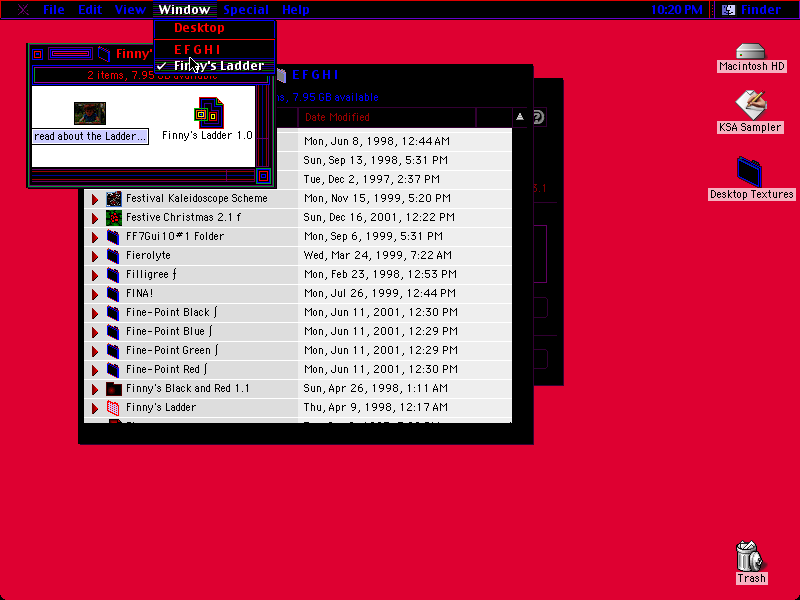 File Edit View Window Special Help 10:20 PM Finder
Desktop
E F G H I
✓ Finny's Ladder
Finny'
2 items, 7.95 GB available
read about the Ladder...
Finny's Ladder 1.0
E F G H I
7.95 GB available
Date Modified
Mon, Jun 8, 1998, 12:44 AM
Sun, Sep 13, 1998, 5:31 PM
Tue, Dec 2, 1997, 2:37 PM
Festival Kaleidoscope Scheme Mon, Nov 15, 1999, 5:20 PM
Festive Christmas 2.1 f Sun, Dec 16, 2001, 12:22 PM
FF7Gui10#1 Folder Mon, Sep 6, 1999, 5:31 PM
Fierolyte Wed, Mar 24, 1999, 7:22 AM
Filligree ƒ Mon, Feb 23, 1998, 12:53 PM
FINA! Mon, Jul 26, 1999, 12:44 PM
Fine-Point Black ∫ Mon, Jun 11, 2001, 12:30 PM
Fine-Point Blue ∫ Mon, Jun 11, 2001, 12:30 PM
Fine-Point Green ∫ Mon, Jun 11, 2001, 12:29 PM
Fine-Point Red ∫ Mon, Jun 11, 2001, 12:30 PM
Finny's Black and Red 1.1 Sun, Apr 26, 1998, 1:11 AM
Finny's Ladder Thu, Apr 9, 1998, 12:17 AM
Macintosh HD
KSA Sampler
Desktop Textures
Trash